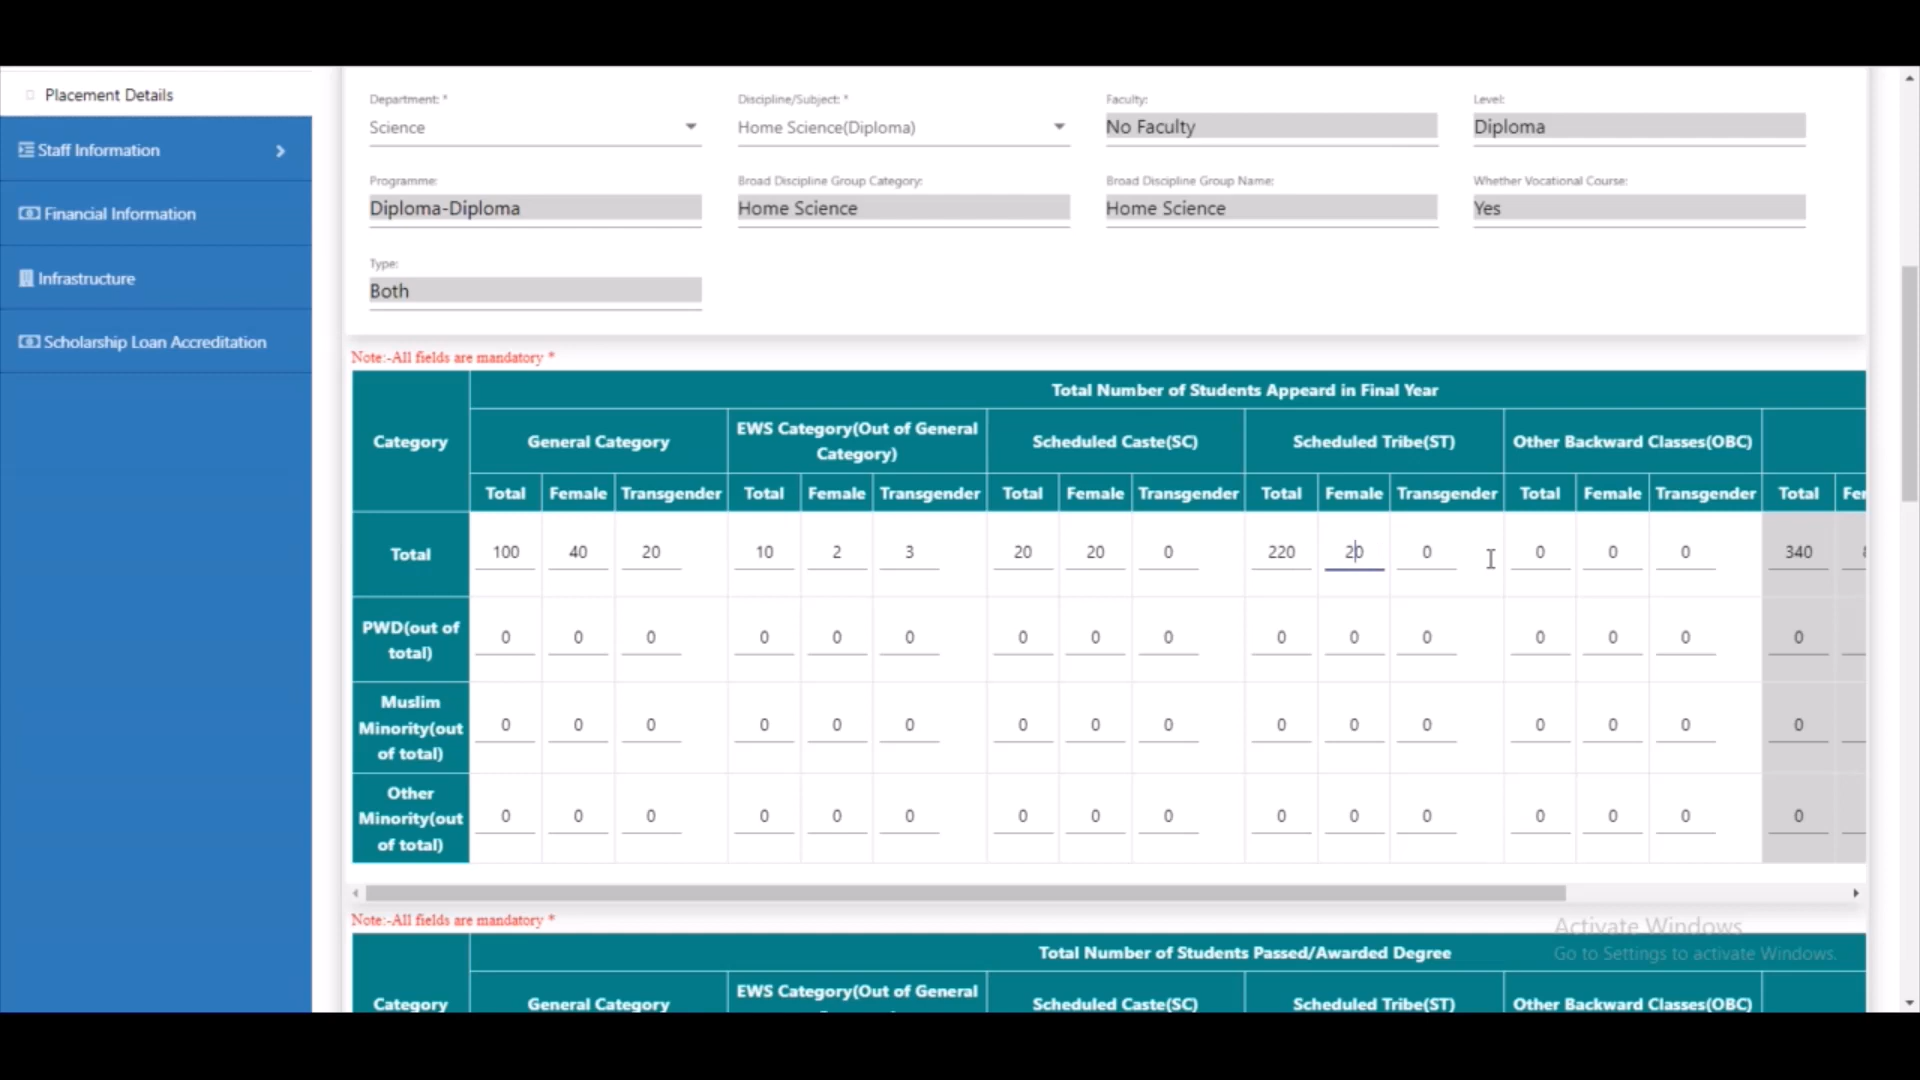 Placement Details
Staff Information
Financial Information
Infrastructure
Scholarship Loan Accreditation
Department: * Discipline/Subject: * Faculty: Level:
Science Home Science(Diploma) No Faculty Diploma
Programme: Broad Discipline Group Category: Broad Discipline Group Name: Whether Vocational Course:
Diploma-Diploma Home Science Home Science Yes
Type:
Both
Note:-All fields are mandatory *
Total Number of Students Appeard in Final Year
Category General Category EWS Category(Out of General Category) Scheduled Caste(SC) Scheduled Tribe(ST) Other Backward Classes(OBC)
Total Female Transgender Total Female Transgender Total Female Transgender Total Female Transgender Total Female Transgender Total
Total 100 40 20 10 2 3 20 20 0 220 20 0 0 0 0 340
PWD(out of total) 0 0 0 0 0 0 0 0 0 0 0 0 0 0 0 0
Muslim Minority(out of total) 0 0 0 0 0 0 0 0 0 0 0 0 0 0 0 0
Other Minority(out of total) 0 0 0 0 0 0 0 0 0 0 0 0 0 0 0 0
Note:-All fields are mandatory *
Activate Windows
Go to Settings to activate Windows.
Total Number of Students Passed/Awarded Degree
Category General Category EWS Category(Out of General Scheduled Caste(SC) Scheduled Tribe(ST) Other Backward Classes(OBC)